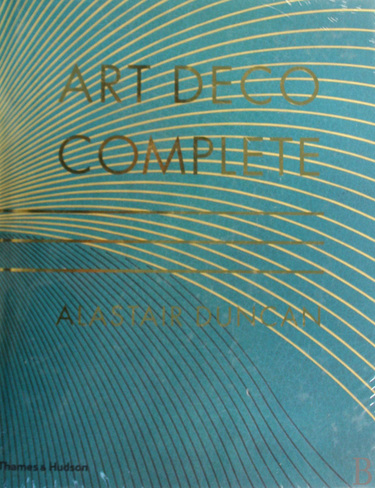 ART DECO
COMPLETE
ALASTAIR DUNCAN
Thames & Hudson
B